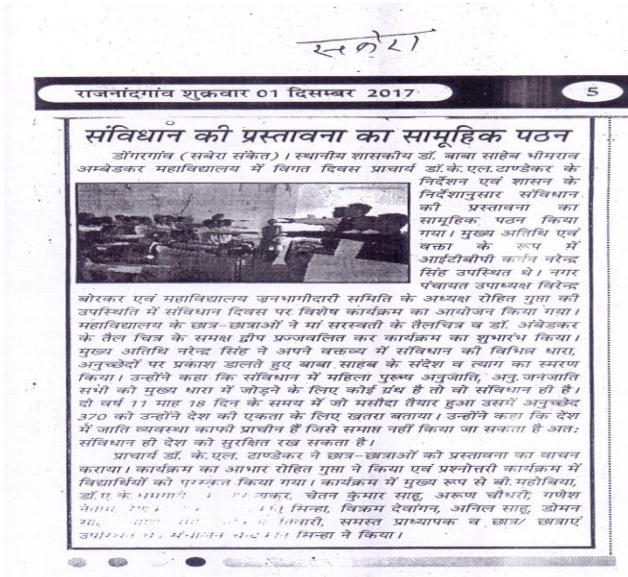 सबेरा
राजनांदगांव शुक्रवार 01 दिसम्बर 2017
5
संविधान की प्रस्तावना का सामूहिक पठन
डोंगरगांव (सबेरा संकेत)। स्थानीय शासकीय डॉ. बाबा साहेब भीमराव
अम्बेडकर महाविद्यालय में विगत दिवस प्राचार्य डॉ.के.एल.टाण्डेकर के
निर्देशन एवं शासन के
निर्देशानुसार संविधान
की प्रस्तावना का
सामूहिक पठन किया
गया। मुख्य अतिथि एवं
वक्ता के रूप में
आईटीबीपी कर्नन नरेन्द्र
सिंह उपस्थित थे। नगर
पंचायत उपाध्यक्ष विरेन्द्र
बोरकर एवं महाविद्यालय जनभागीदारी समिति के अध्यक्ष रोहित गुप्ता की
उपस्थिति में संविधान दिवस पर विशेष कार्यक्रम का आयोजन किया गया।
महाविद्यालय के छात्र-छात्राओं ने मां सरस्वती के तैलचित्र व डॉ. अंबेडकर
के तैल चित्र के समक्ष द्वीप प्रज्जवलित कर कार्यक्रम का शुभारंभ किया।
मुख्य अतिथि नरेन्द्र सिंह ने अपने वक्तव्य में संविधान की विभिन्न धारा,
अनुच्छेदों पर प्रकाश डालते हुए बाबा साहब के संदेश व त्याग का स्मरण
किया। उन्होंने कहा कि संविधान में महिला पुरूष अनुजाति, अनु.जनजाति
सभी को मुख्य धारा में जोड़ने के लिए कोई ग्रंथ है तो वो संविधान ही है।
दो वर्ष 11 माह 18 दिन के समय में जो मसौदा तैयार हुआ उसमें अनुच्छेद
370 को उन्होंने देश की एकता के लिए खतरा बताया। उन्होंने कहा कि देश
में जाति व्यवस्था काफी प्राचीन हैं जिसे समाप्त नहीं किया जा सकता है अतः
संविधान ही देश को सुरक्षित रख सकता है।
प्राचार्य डॉ. के.एल. टाण्डेकर ने छात्र-छात्राओं को प्रस्तावना का वाचन
कराया। कार्यक्रम का आभार रोहित गुप्ता ने किया एवं प्रश्नोत्तरी कार्यक्रम में
विद्यार्थियों को पुरस्कृत किया गया। कार्यक्रम में मुख्य रूप से बी.महोबिया,
डॉ.ए.के. चेतन कुमार साहू, अरूण चौधरी, गणेश
सिन्हा, विक्रम देवांगन, अनिल साहू, डोमन
तिवारी, समस्त प्राध्यापक व छात्र/ छात्राएं
उपस्थित थे। सिन्हा ने किया।